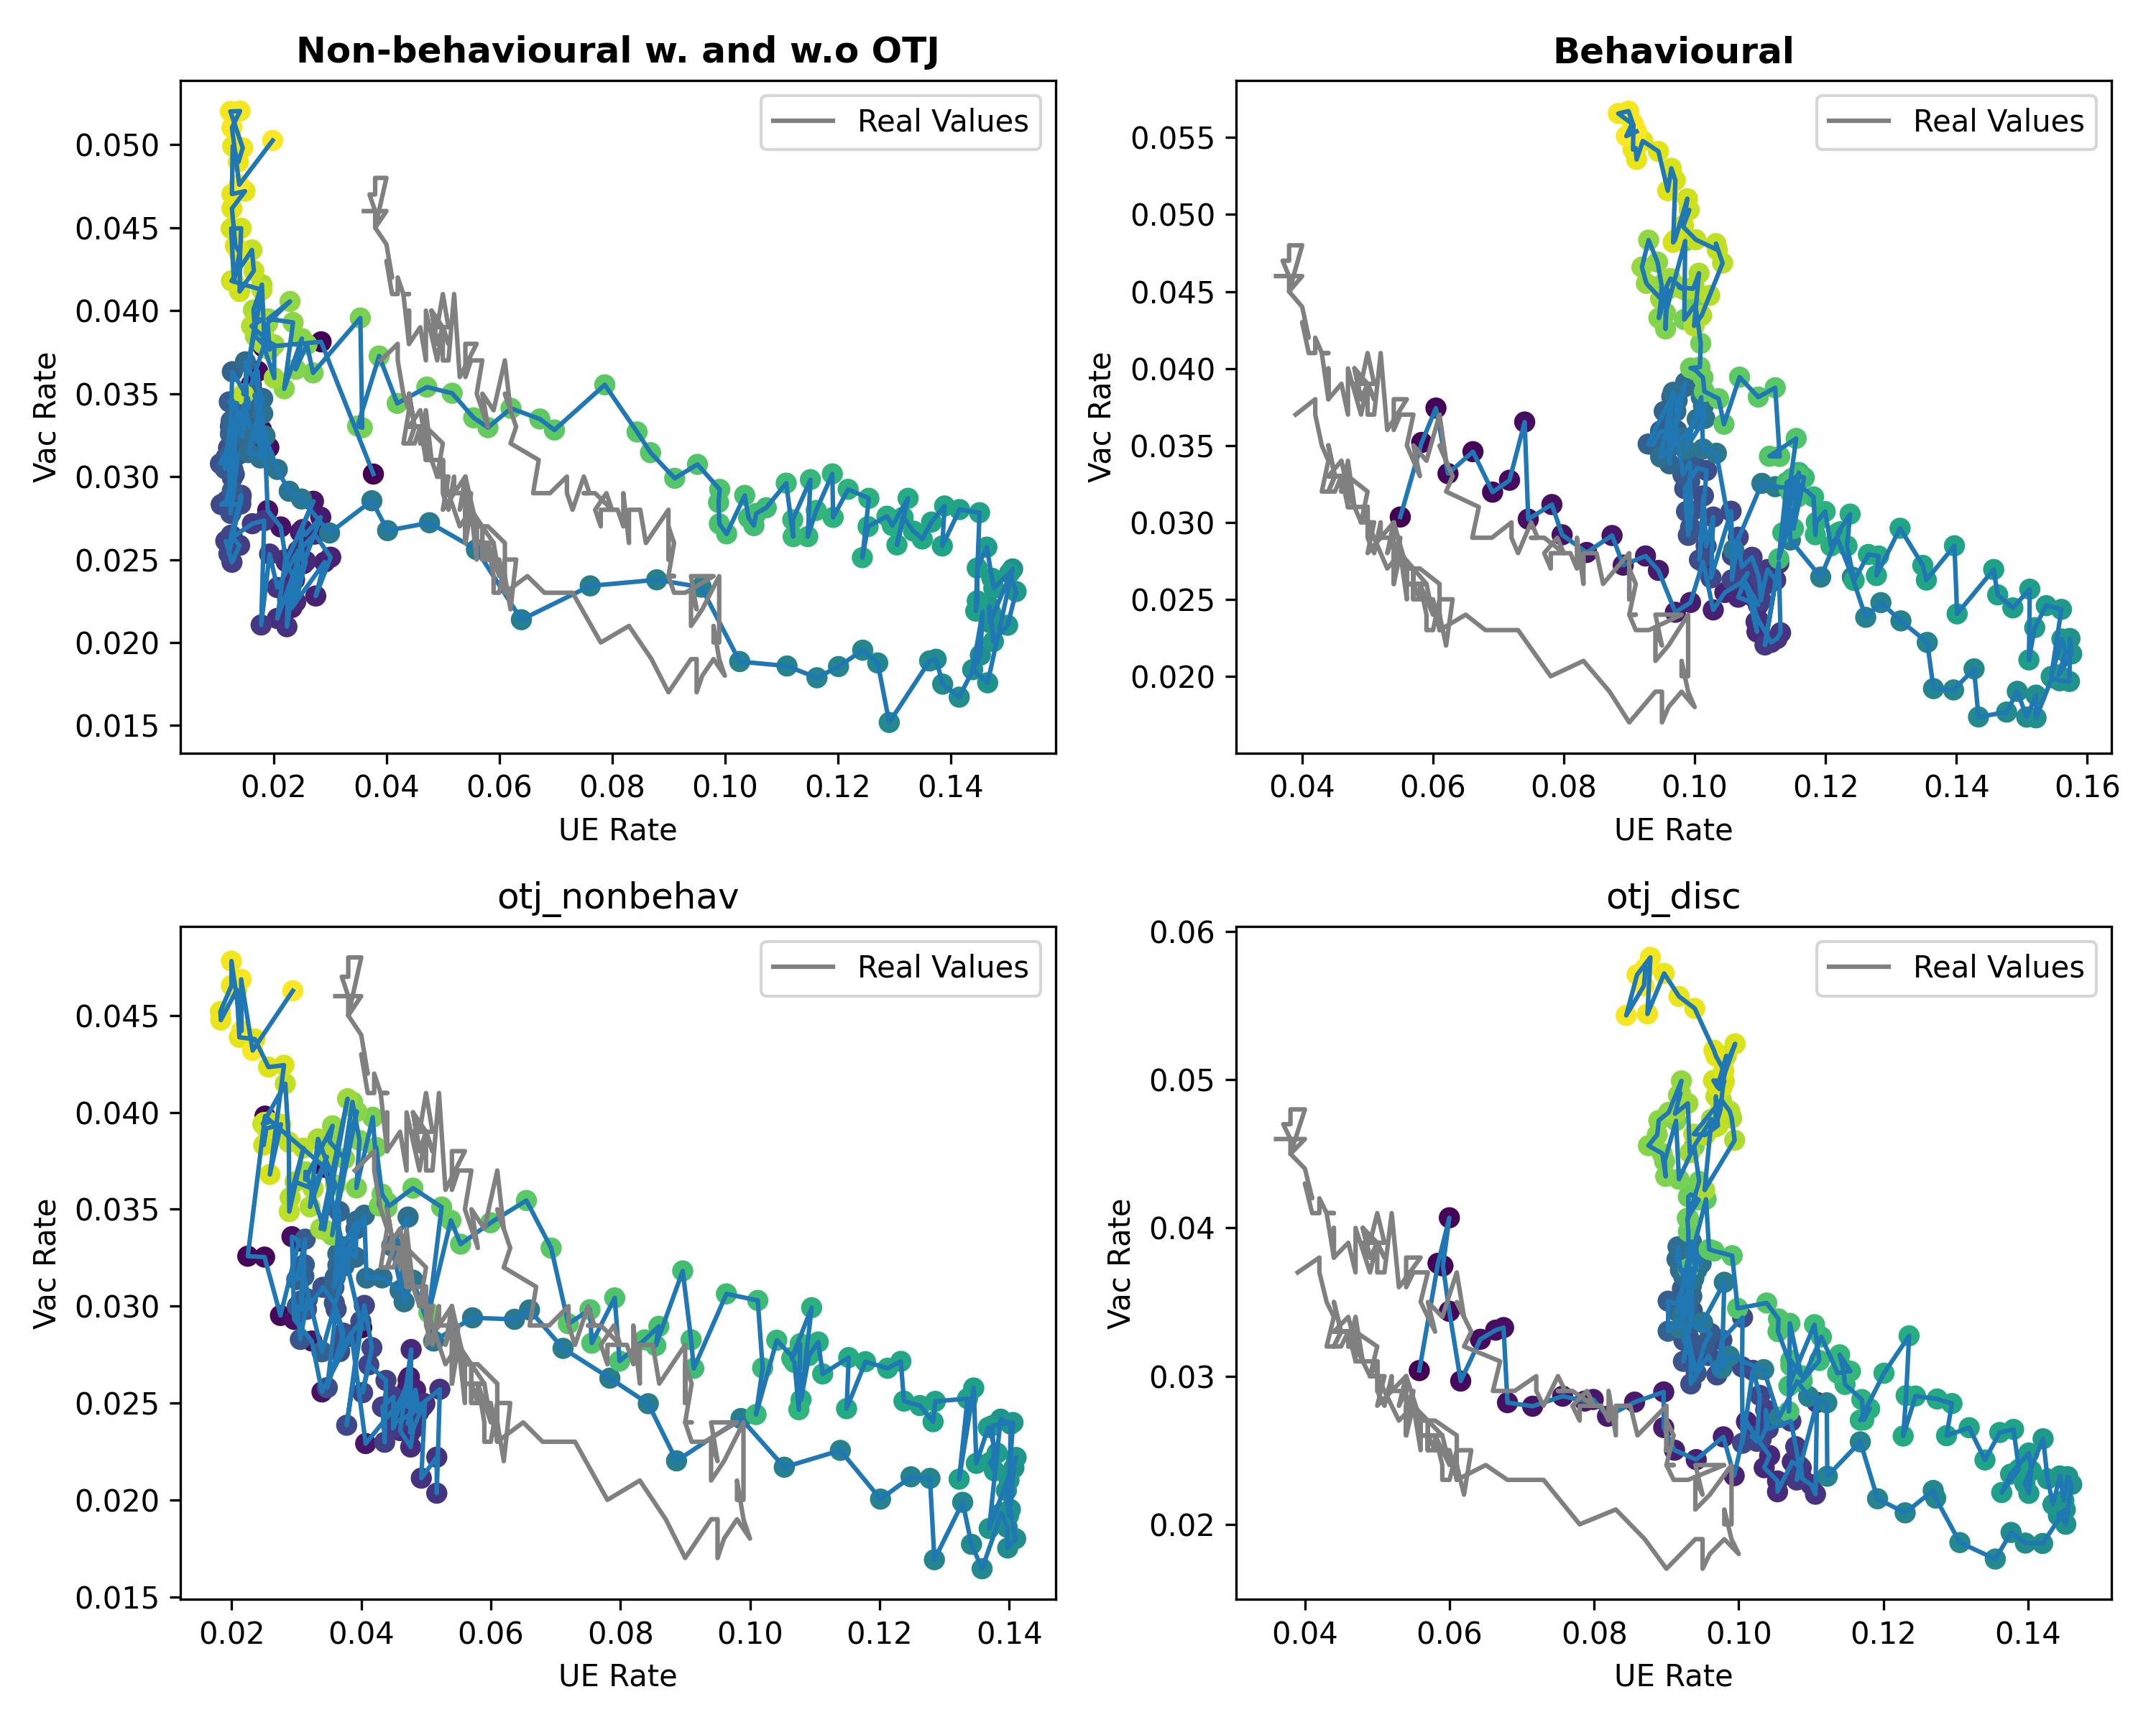 Non-behavioural w. and w.o OTJ
Real Values
0.050
0.045
0.040
0.035
0.030
0.025
0.020
0.015
Vac Rate
0.02 0.04 0.06 0.08 0.10 0.12 0.14
UE Rate
Behavioural
Real Values
0.055
0.050
0.045
0.040
0.035
0.030
0.025
0.020
Vac Rate
0.04 0.06 0.08 0.10 0.12 0.14 0.16
UE Rate
otj_nonbehav
Real Values
0.045
0.040
0.035
0.030
0.025
0.020
0.015
Vac Rate
0.02 0.04 0.06 0.08 0.10 0.12 0.14
UE Rate
otj_disc
Real Values
0.06
0.05
0.04
0.03
0.02
Vac Rate
0.04 0.06 0.08 0.10 0.12 0.14
UE Rate